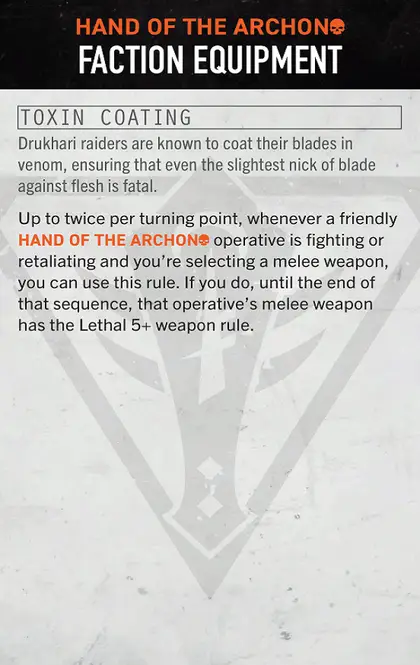 HAND OF THE ARCHON
FACTION EQUIPMENT
TOXIN COATING
Drukhari raiders are known to coat their blades in
venom, ensuring that even the slightest nick of blade
against flesh is fatal.
Up to twice per turning point, whenever a friendly
HAND OF THE ARCHON operative is fighting or
retaliating and you’re selecting a melee weapon,
you can use this rule. If you do, until the end of
that sequence, that operative’s melee weapon
has the Lethal 5+ weapon rule.